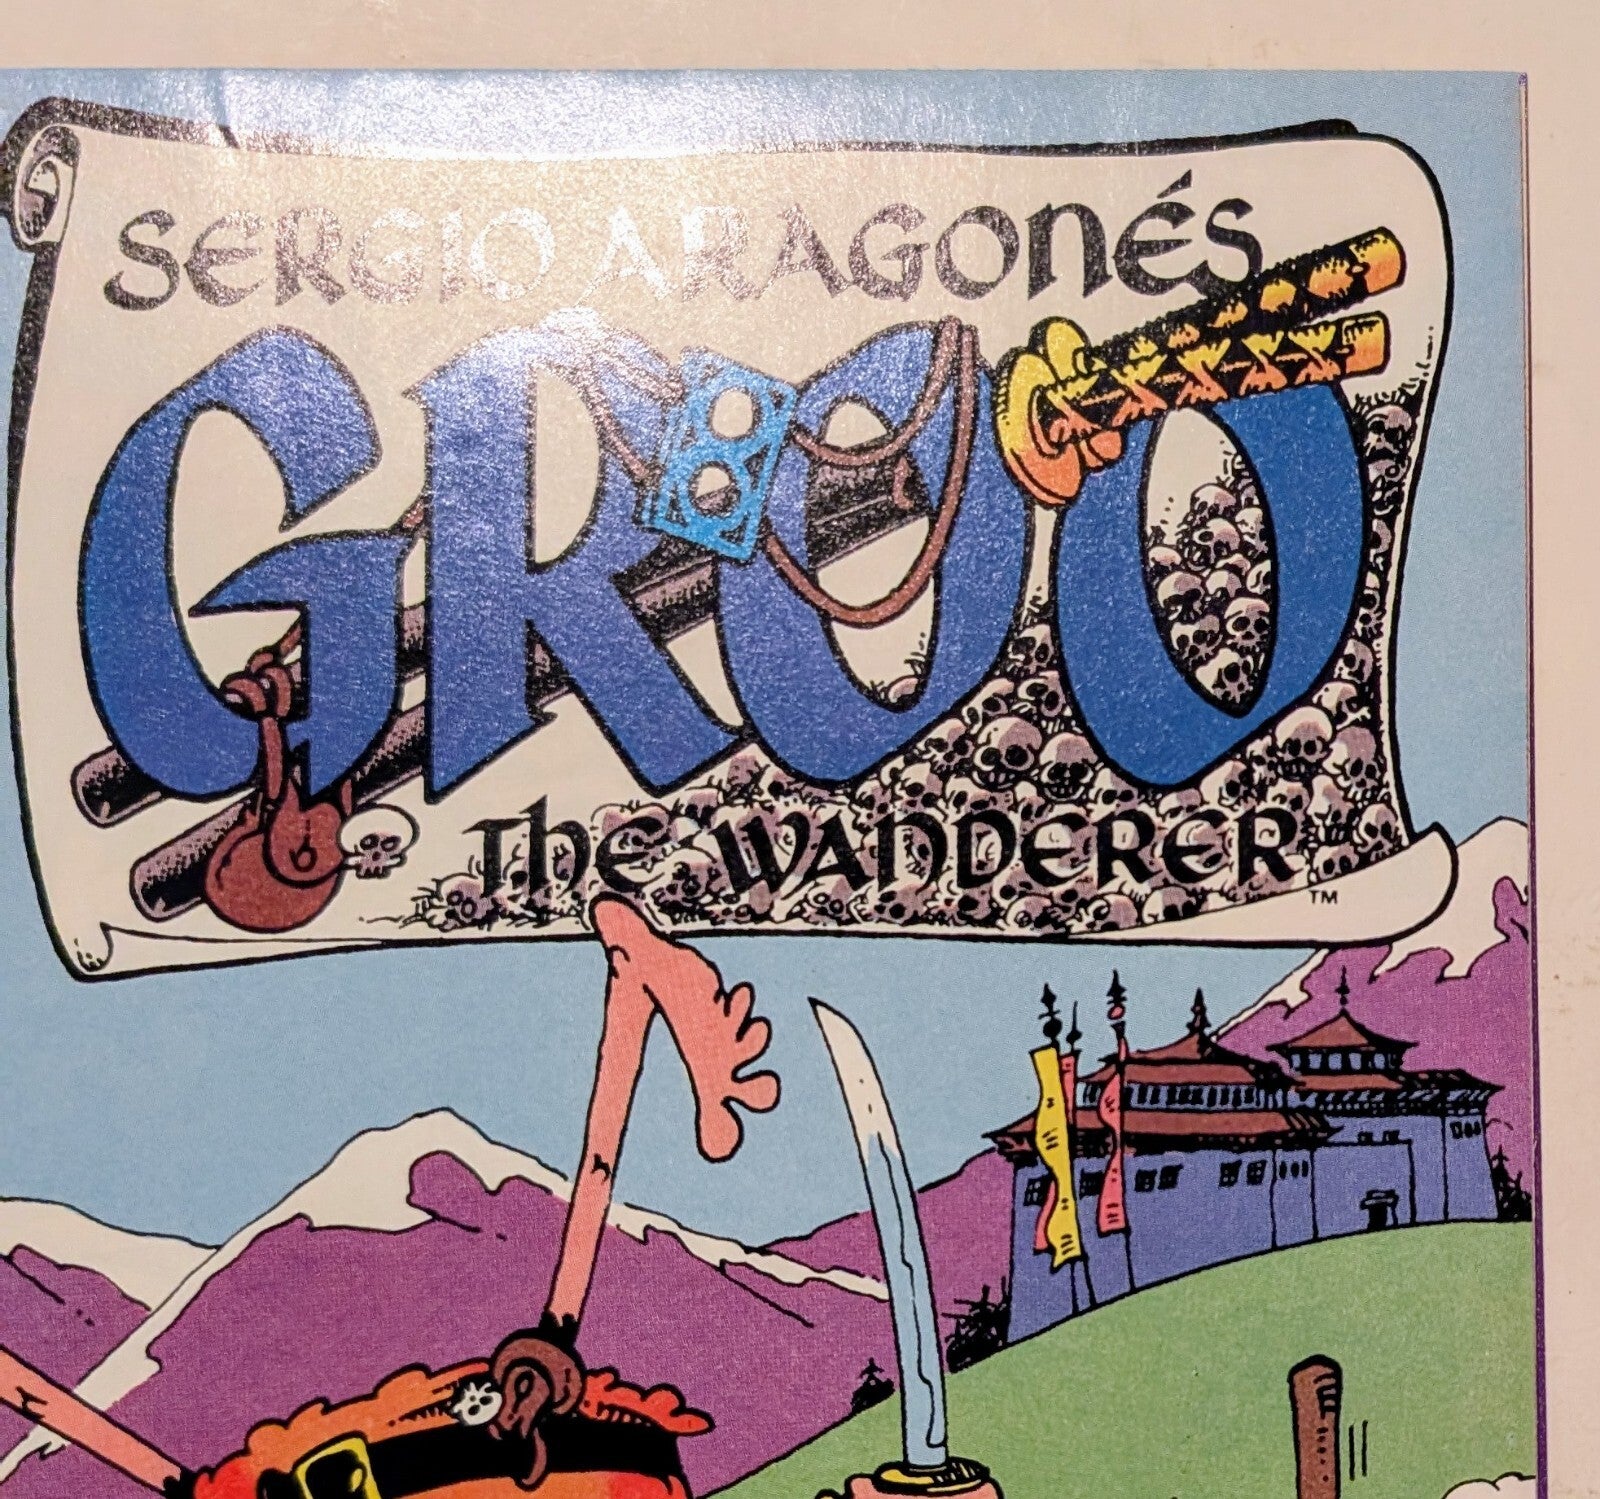 SERGIO ARAGONÉS
GROO
THE WANDERER™